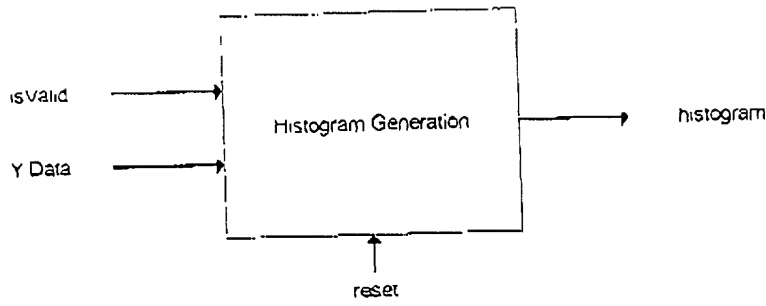 isValid
Histogram Generation
histogram
Y Data
reset